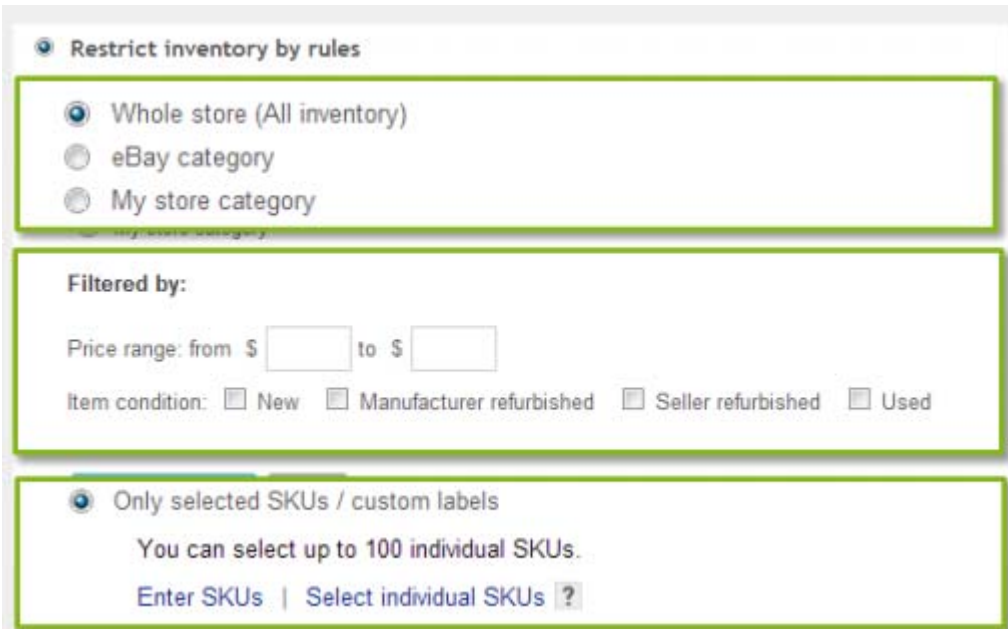 Restrict inventory by rules
Whole store (All inventory)
eBay category
My store category
Filtered by:
Price range: from $ to $
Item condition: New Manufacturer refurbished Seller refurbished Used
Only selected SKUs / custom labels
You can select up to 100 individual SKUs.
Enter SKUs | Select individual SKUs ?